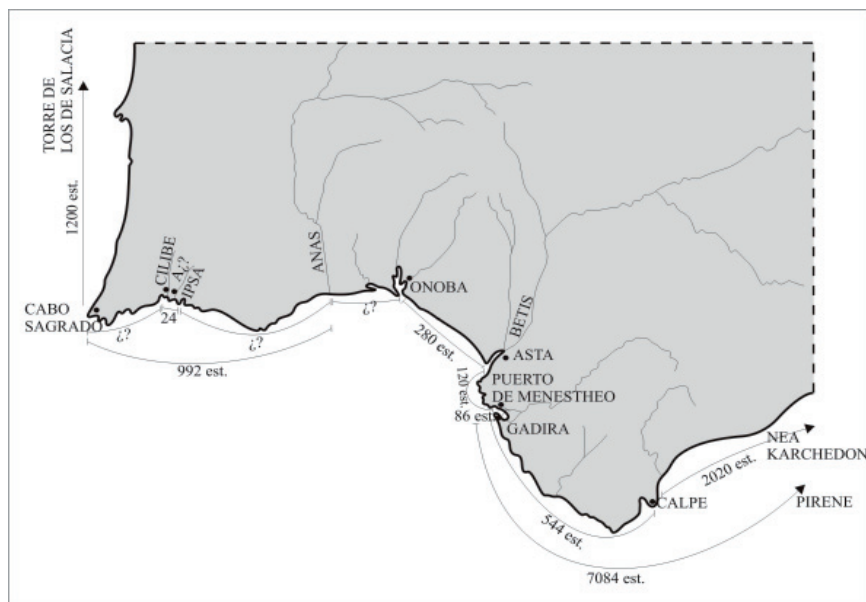 TORRE DE
LOS DE SALACIA
1200 est.
CILIBE
A¿?
IPSA
ANAS
ONOBA
CABO
SAGRADO
¿?
24
¿?
¿?
992 est.
280 est.
BETIS
ASTA
120 est.
PUERTO
DE MENESTHEO
86 est.
GADIRA
NEA
KARCHEDON
2020 est.
CALPE
PIRENE
544 est.
7084 est.